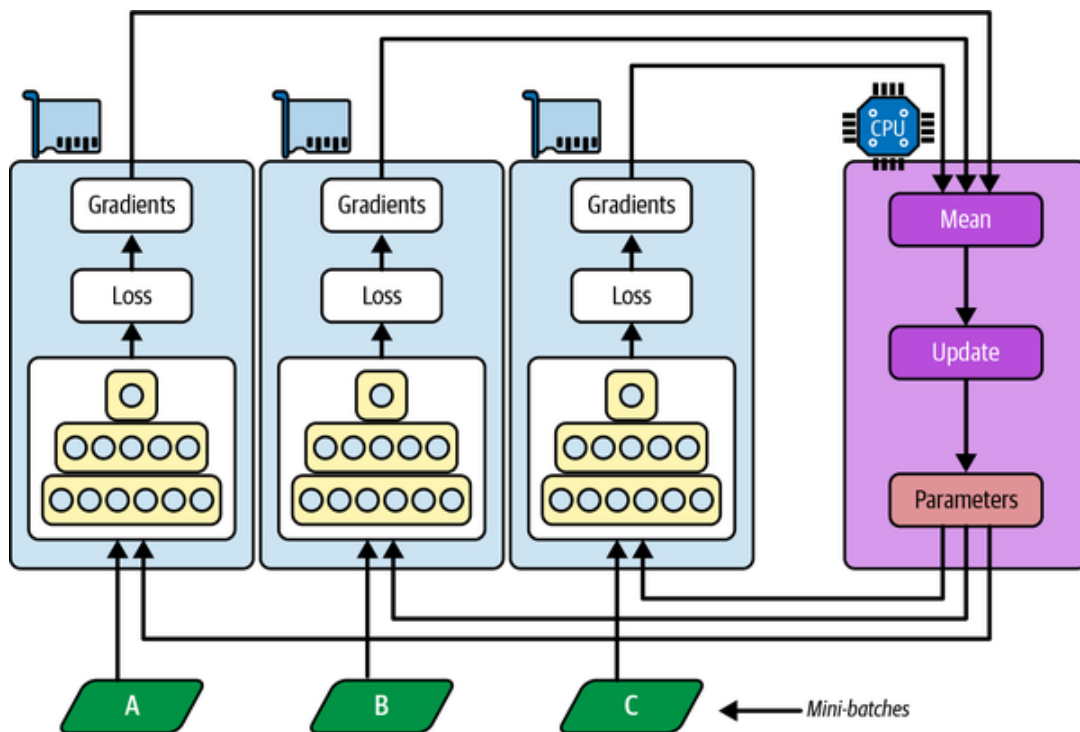 CPU
Gradients
Gradients
Gradients
Mean
Loss
Loss
Loss
Update
Parameters
A
B
C
Mini-batches